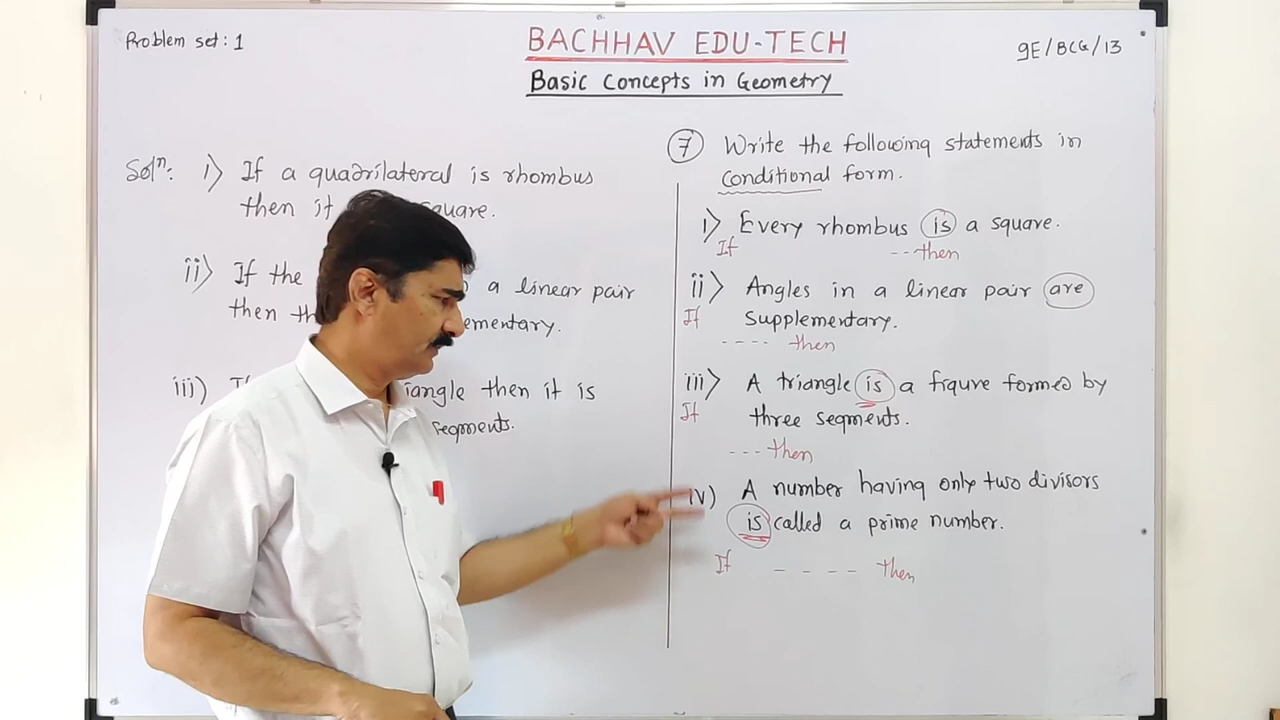 Problem set: 1
BACHHAV EDU-TECH
9E/BCG/13
Basic Concepts in Geometry
Solⁿ: i) If a quadrilateral is rhombus
then it square.
ii) If the a linear pair
then ementary.
iii) iangle then it is
segments.
7 Write the following statements in
conditional form.
i) Every rhombus is a square.
If --- then
ii) Angles in a linear pair are
If supplementary.
---- then
iii) A triangle is a figure formed by
If three segments.
--- then
iv) A number having only two divisors
is called a prime number.
If ---- then